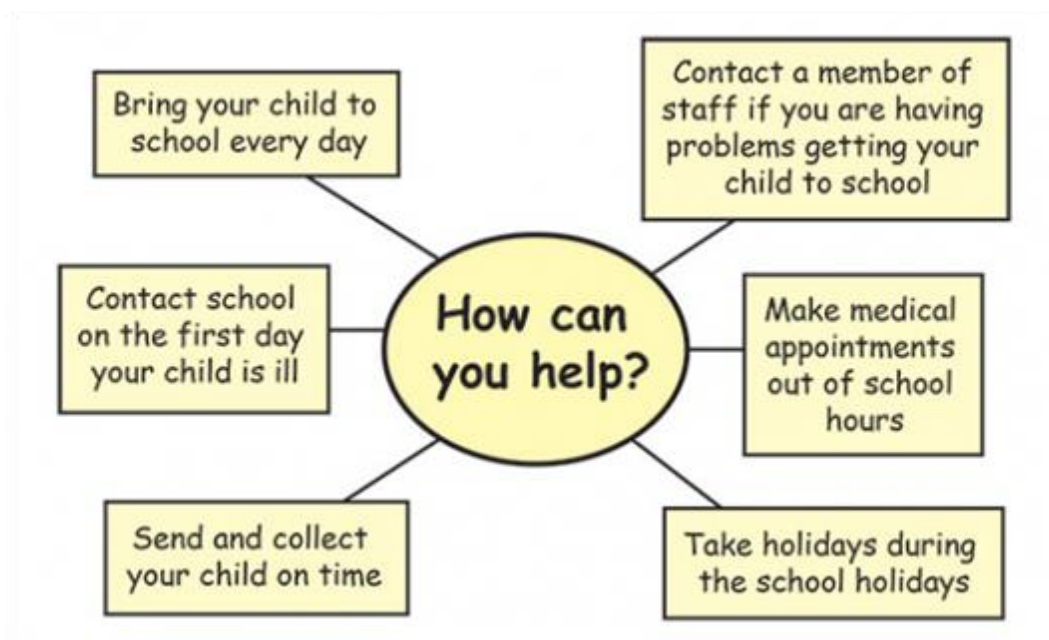 Bring your child to
school every day
Contact a member of
staff if you are having
problems getting your
child to school
Contact school
on the first day
your child is ill
How can
you help?
Make medical
appointments
out of school
hours
Send and collect
your child on time
Take holidays during
the school holidays